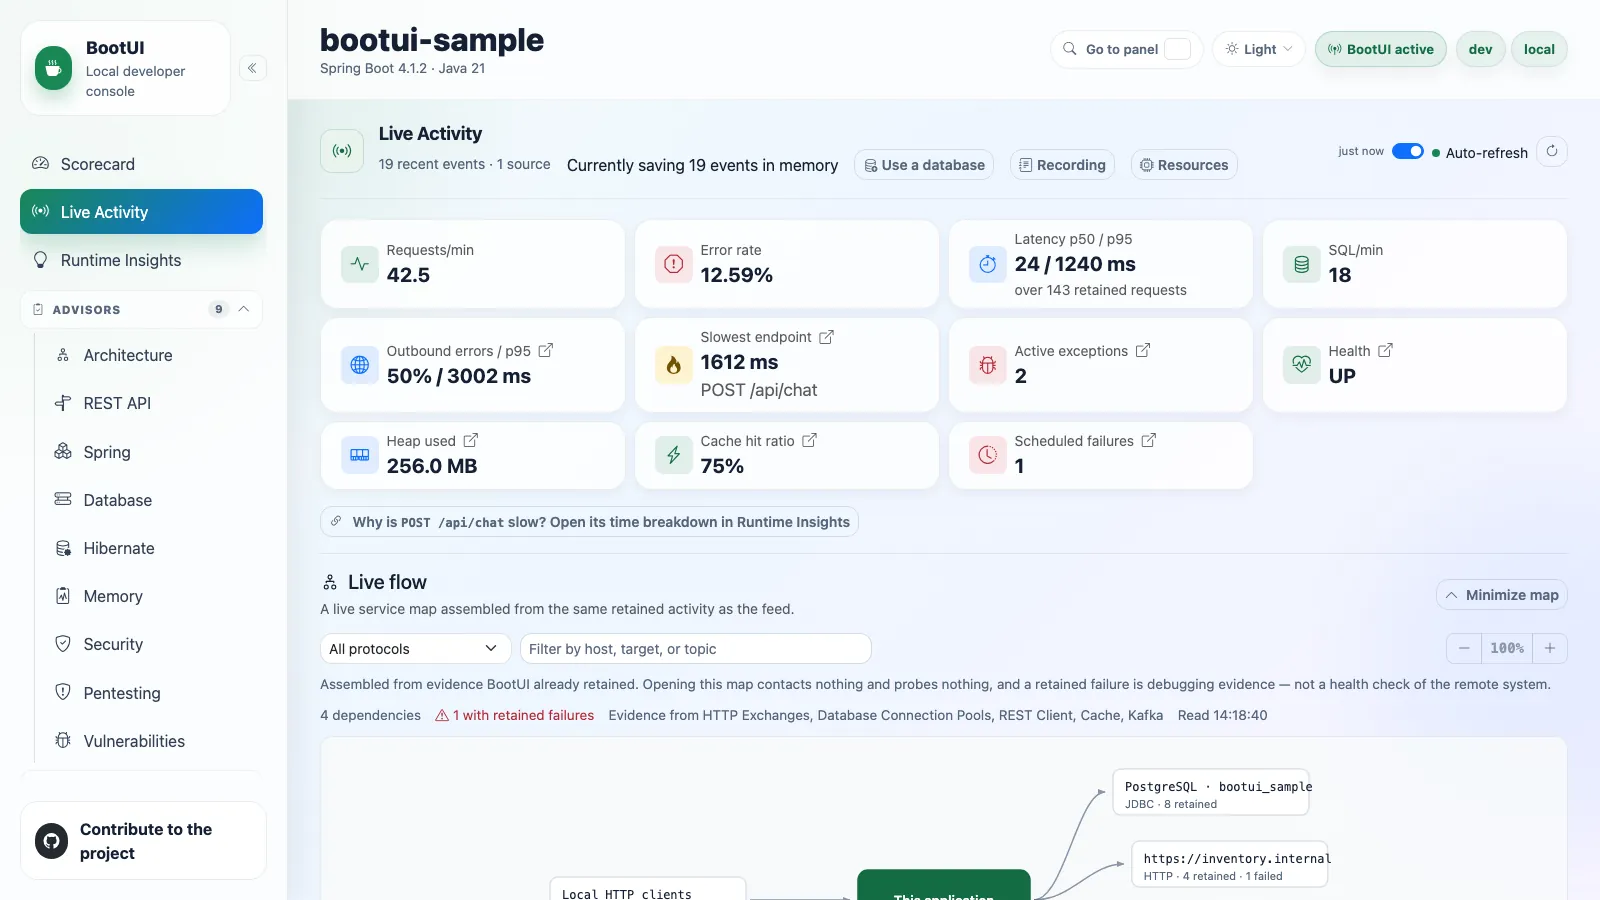 BootUI
Local developer
console
Scorecard
Live Activity
Runtime Insights
ADVISORS 9
Architecture
REST API
Spring
Database
Hibernate
Memory
Security
Pentesting
Vulnerabilities
Contribute to the
project
bootui-sample
Spring Boot 4.1.2 · Java 21
Go to panel
Light
BootUI active
dev
local
Live Activity
19 recent events · 1 source
Currently saving 19 events in memory
Use a database
Recording
Resources
just now
Auto-refresh
Requests/min
42.5
Error rate
12.59%
Latency p50 / p95
24 / 1240 ms
over 143 retained requests
SQL/min
18
Outbound errors / p95
50% / 3002 ms
Slowest endpoint
1612 ms
POST /api/chat
Active exceptions
2
Health
UP
Heap used
256.0 MB
Cache hit ratio
75%
Scheduled failures
1
Why is POST /api/chat slow? Open its time breakdown in Runtime Insights
Live flow
A live service map assembled from the same retained activity as the feed.
Minimize map
All protocols
Filter by host, target, or topic
100%
Assembled from evidence BootUI already retained. Opening this map contacts nothing and probes nothing, and a retained failure is debugging evidence — not a health check of the remote system.
4 dependencies
1 with retained failures
Evidence from HTTP Exchanges, Database Connection Pools, REST Client, Cache, Kafka
Read 14:18:40
PostgreSQL · bootui_sample
JDBC · 8 retained
https://inventory.internal
HTTP · 4 retained · 1 failed
Local HTTP clients
This application